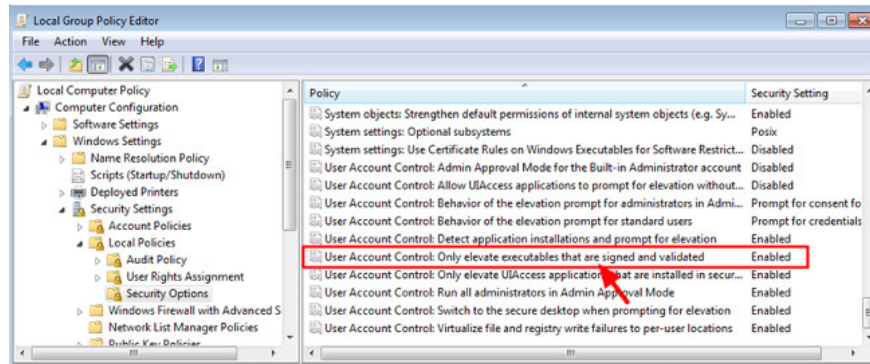 Local Group Policy Editor
File Action View Help
Local Computer Policy
Computer Configuration
Software Settings
Windows Settings
Name Resolution Policy
Scripts (Startup/Shutdown)
Deployed Printers
Security Settings
Account Policies
Local Policies
Audit Policy
User Rights Assignment
Security Options
Windows Firewall with Advanced S
Network List Manager Policies
Public Key Policies
Policy Security Setting
System objects: Strengthen default permissions of internal system objects (e.g. Sy... Enabled
System settings: Optional subsystems Posix
System settings: Use Certificate Rules on Windows Executables for Software Restrict... Disabled
User Account Control: Admin Approval Mode for the Built-in Administrator account Disabled
User Account Control: Allow UIAccess applications to prompt for elevation without... Disabled
User Account Control: Behavior of the elevation prompt for administrators in Admi... Prompt for consent fo
User Account Control: Behavior of the elevation prompt for standard users Prompt for credentials
User Account Control: Detect application installations and prompt for elevation Enabled
User Account Control: Only elevate executables that are signed and validated Enabled
User Account Control: Only elevate UIAccess applications that are installed in secur... Enabled
User Account Control: Run all administrators in Admin Approval Mode Enabled
User Account Control: Switch to the secure desktop when prompting for elevation Enabled
User Account Control: Virtualize file and registry write failures to per-user locations Enabled